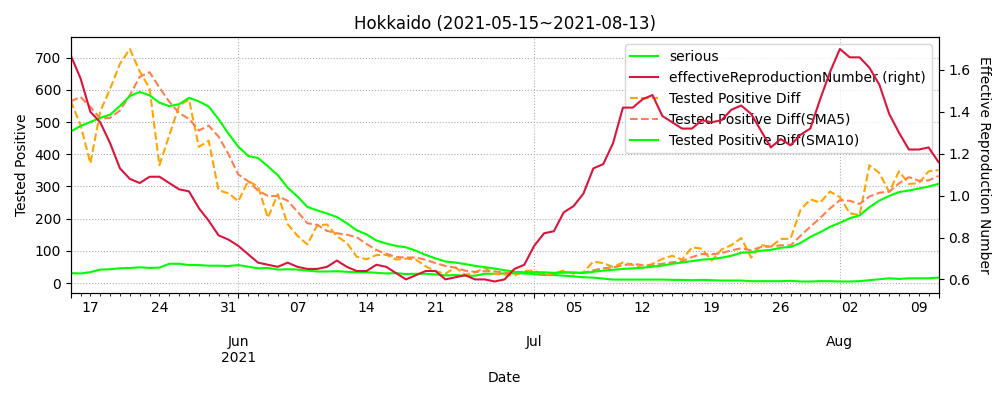 Hokkaido (2021-05-15~2021-08-13)
serious
effectiveReproductionNumber (right)
Tested Positive Diff
Tested Positive Diff(SMA5)
Tested Positive Diff(SMA10)
Tested Positive
700
600
500
400
300
200
100
0
1.6
1.4
1.2
1.0
0.8
0.6
Effective Reproduction Number
17 24 31 07 14 21 28 05 12 19 26 02 09
Jun Jul Aug
2021
Date